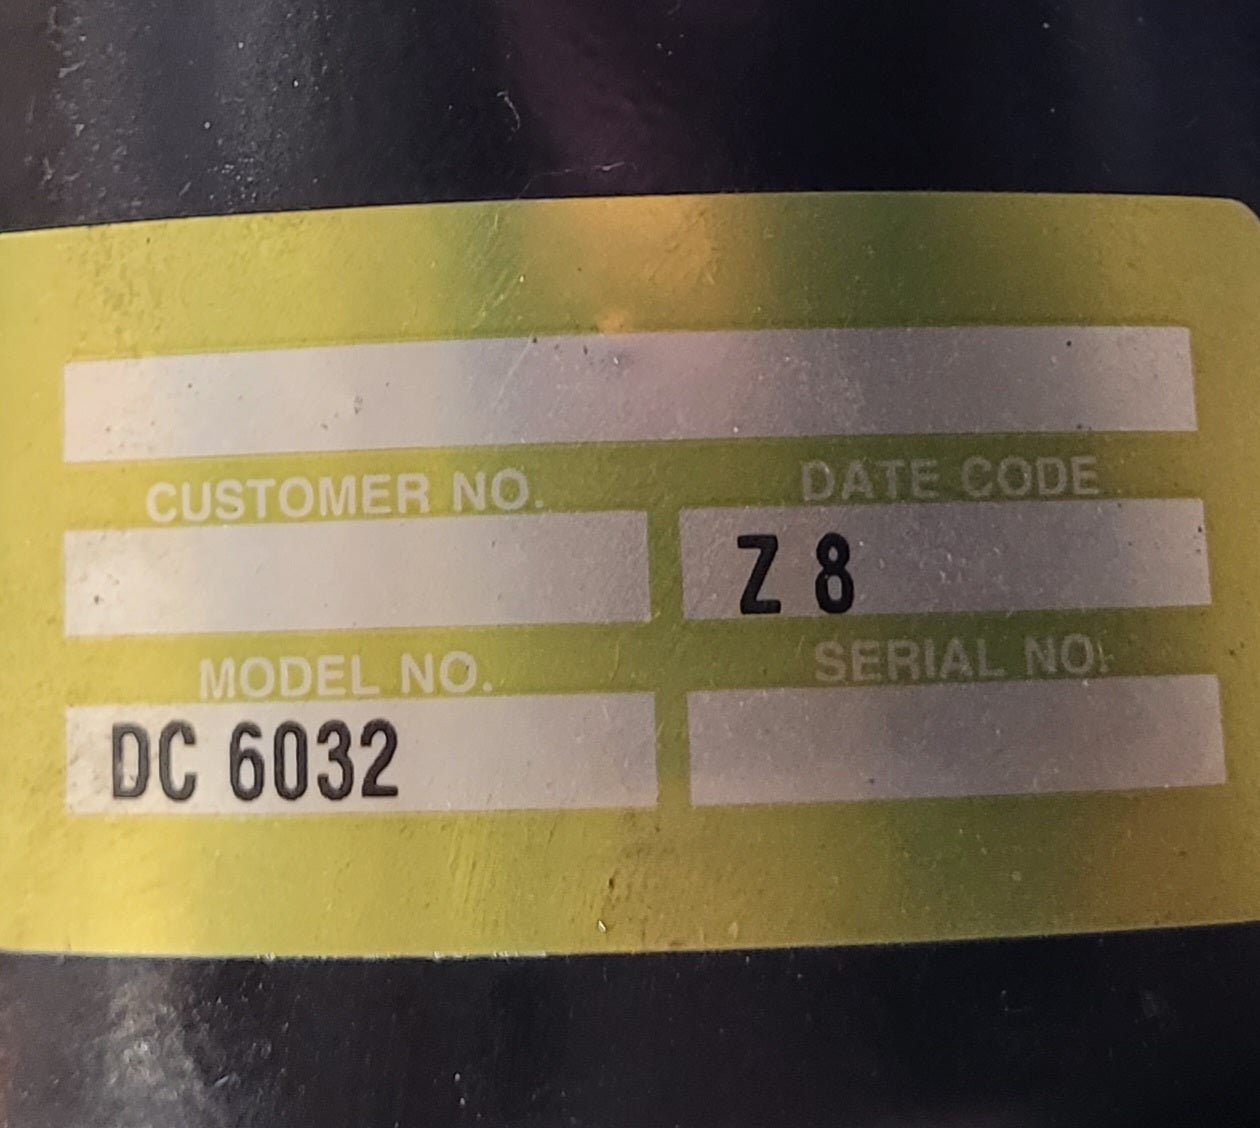 CUSTOMER NO.
DATE CODE
Z 8
MODEL NO.
SERIAL NO.
DC 6032